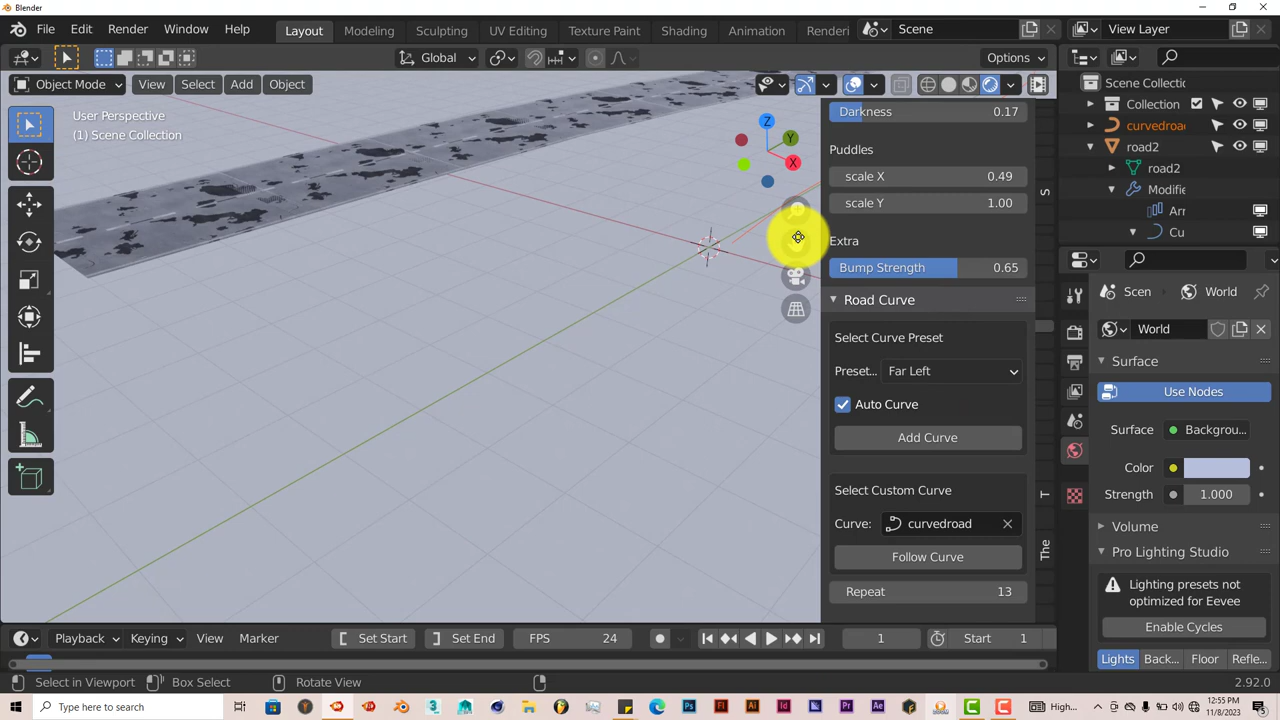 Blender
File Edit Render Window Help Layout Modeling Sculpting UV Editing Texture Paint Shading Animation Renderi Scene View Layer
Global Options
Object Mode View Select Add Object
User Perspective
(1) Scene Collection
Z
Y
X
Darkness 0.17
Puddles
scale X 0.49
scale Y 1.00
Extra
Bump Strength 0.65
Road Curve
Select Curve Preset
Preset... Far Left
Auto Curve
Add Curve
Select Custom Curve
Curve: curvedroad
Follow Curve
Repeat 13
S
T
The
Scene Collectio
Collection
curvedroad
road2
road2
Modifie
Arr
Cu
Scen World
World
Surface
Use Nodes
Surface Backgrou...
Color
Strength 1.000
Volume
Pro Lighting Studio
Lighting presets not
optimized for Eevee
Enable Cycles
Lights Back... Floor Refle...
Playback Keying View Marker Set Start Set End FPS 24 1 Start 1
Select in Viewport Box Select Rotate View 2.92.0
Type here to search High... 12:55 PM
11/8/2023